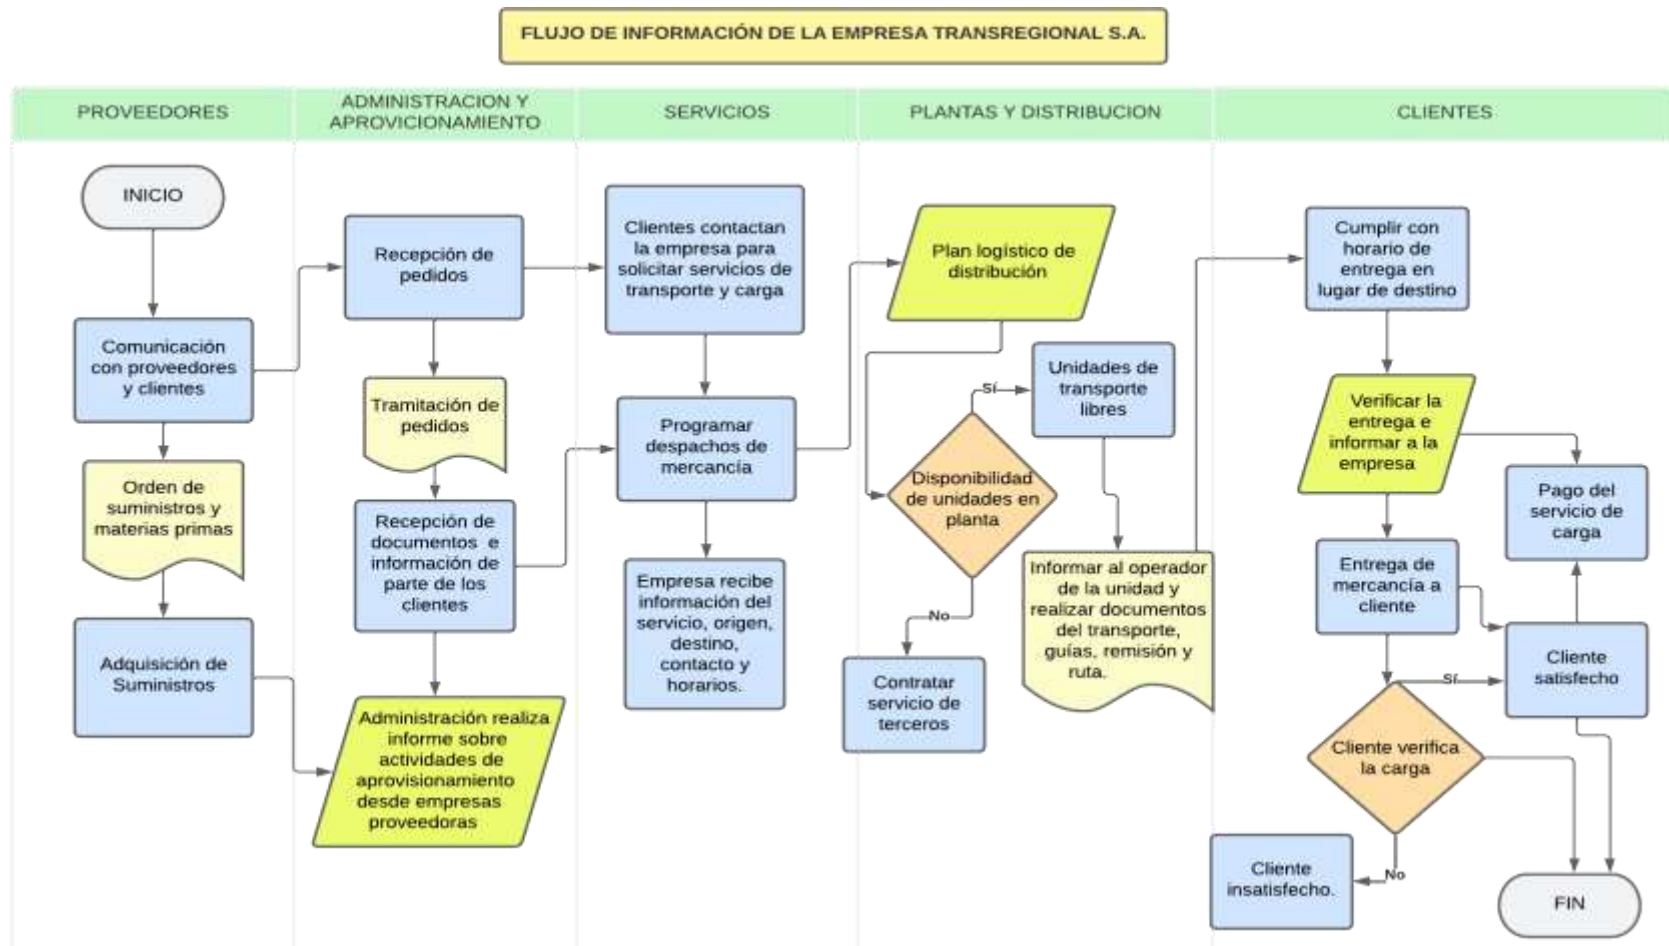 FLUJO DE INFORMACIÓN DE LA EMPRESA TRANSREGIONAL S.A.
PROVEEDORES
ADMINISTRACION Y
APROVICIONAMIENTO
SERVICIOS
PLANTAS Y DISTRIBUCION
CLIENTES
INICIO
Comunicación
con proveedores
y clientes
Orden de
suministros y
materias primas
Adquisición de
Suministros
Recepción de
pedidos
Tramitación de
pedidos
Recepción de
documentos e
información de
parte de los
clientes
Administración realiza
informe sobre
actividades de
aprovisionamiento
desde empresas
proveedoras
Clientes contactan
la empresa para
solicitar servicios de
transporte y carga
Programar
despachos de
mercancía
Empresa recibe
información del
servicio, origen,
destino,
contacto y
horarios.
Plan logístico de
distribución
Disponibilidad
de unidades en
planta
Sí
Unidades de
transporte
libres
No
Contratar
servicio de
terceros
Informar al operador
de la unidad y
realizar documentos
del transporte,
guías, remisión y
ruta.
Cumplir con
horario de
entrega en
lugar de destino
Verificar la
entrega e
informar a la
empresa
Pago del
servicio de
carga
Entrega de
mercancía a
cliente
Cliente
satisfecho
Sí
Cliente verifica
la carga
No
Cliente
insatisfecho.
FIN